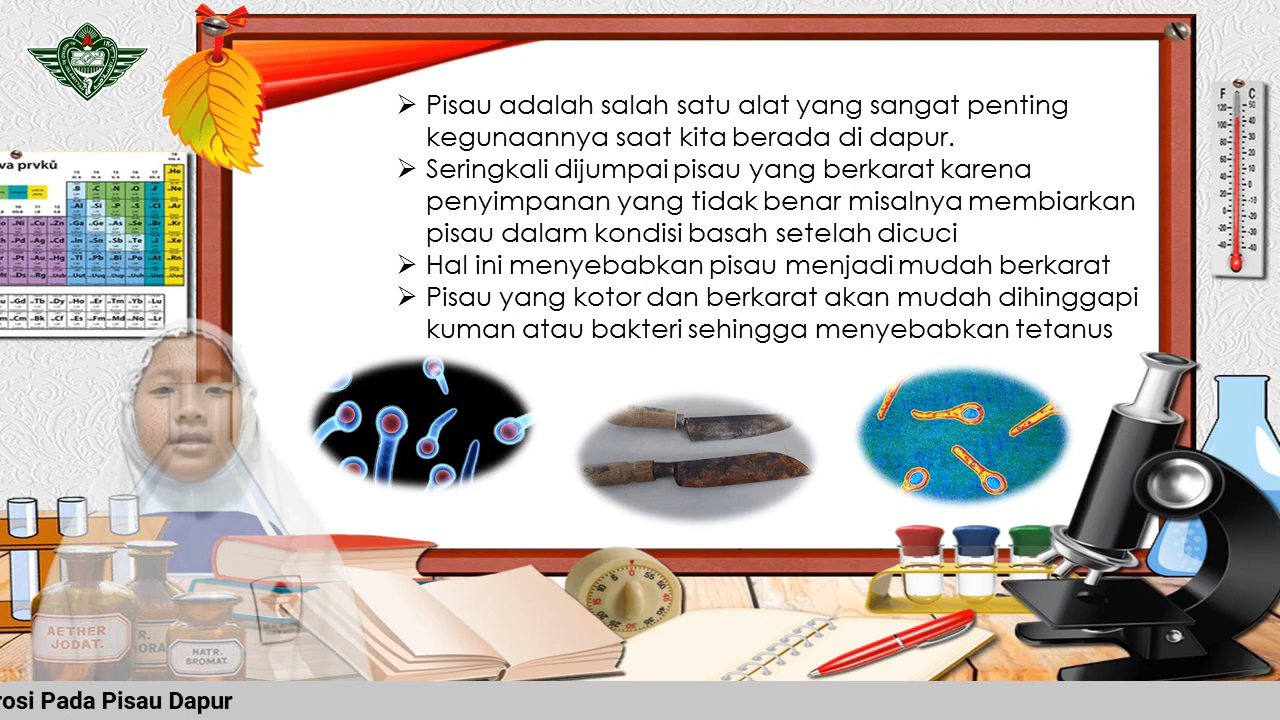 ➢ Pisau adalah salah satu alat yang sangat penting
kegunaannya saat kita berada di dapur.
➢ Seringkali dijumpai pisau yang berkarat karena
penyimpanan yang tidak benar misalnya membiarkan
pisau dalam kondisi basah setelah dicuci
➢ Hal ini menyebabkan pisau menjadi mudah berkarat
➢ Pisau yang kotor dan berkarat akan mudah dihinggapi
kuman atau bakteri sehingga menyebabkan tetanus
va prvků
F C
AETHER
JODAT.
NATR.
BROMAT.
rosi Pada Pisau Dapur